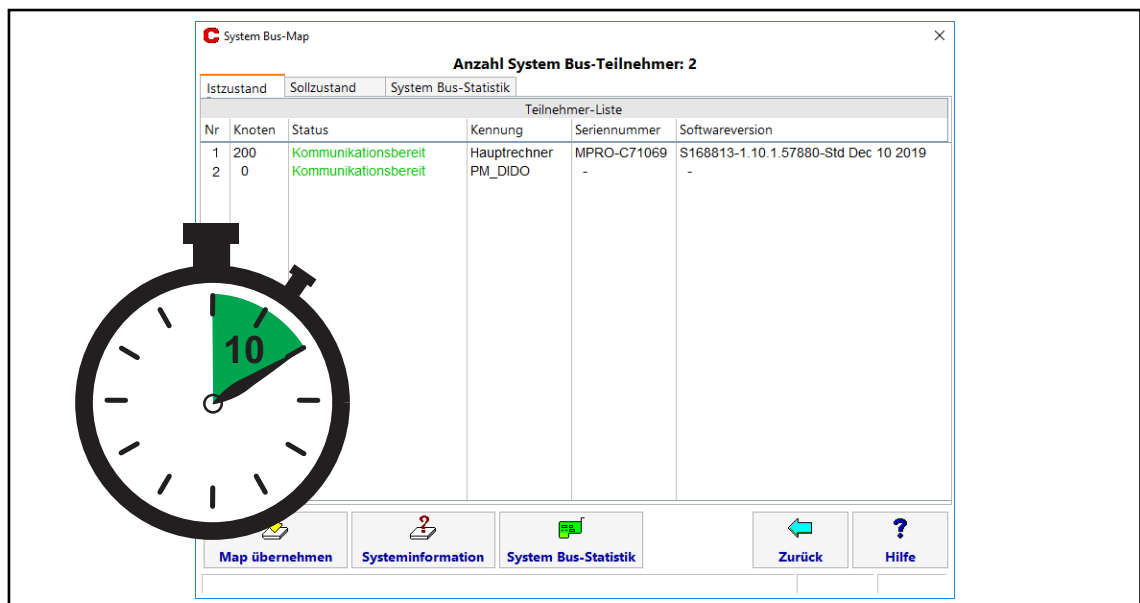 System Bus-Map
Anzahl System Bus-Teilnehmer: 2
Istzustand Sollzustand System Bus-Statistik
Teilnehmer-Liste
Nr Knoten Status Kennung Seriennummer Softwareversion
1 200 Kommunikationsbereit Hauptrechner MPRO-C71069 S168813-1.10.1.57880-Std Dec 10 2019
2 0 Kommunikationsbereit PM_DIDO - -
10
Map übernehmen Systeminformation System Bus-Statistik Zurück Hilfe